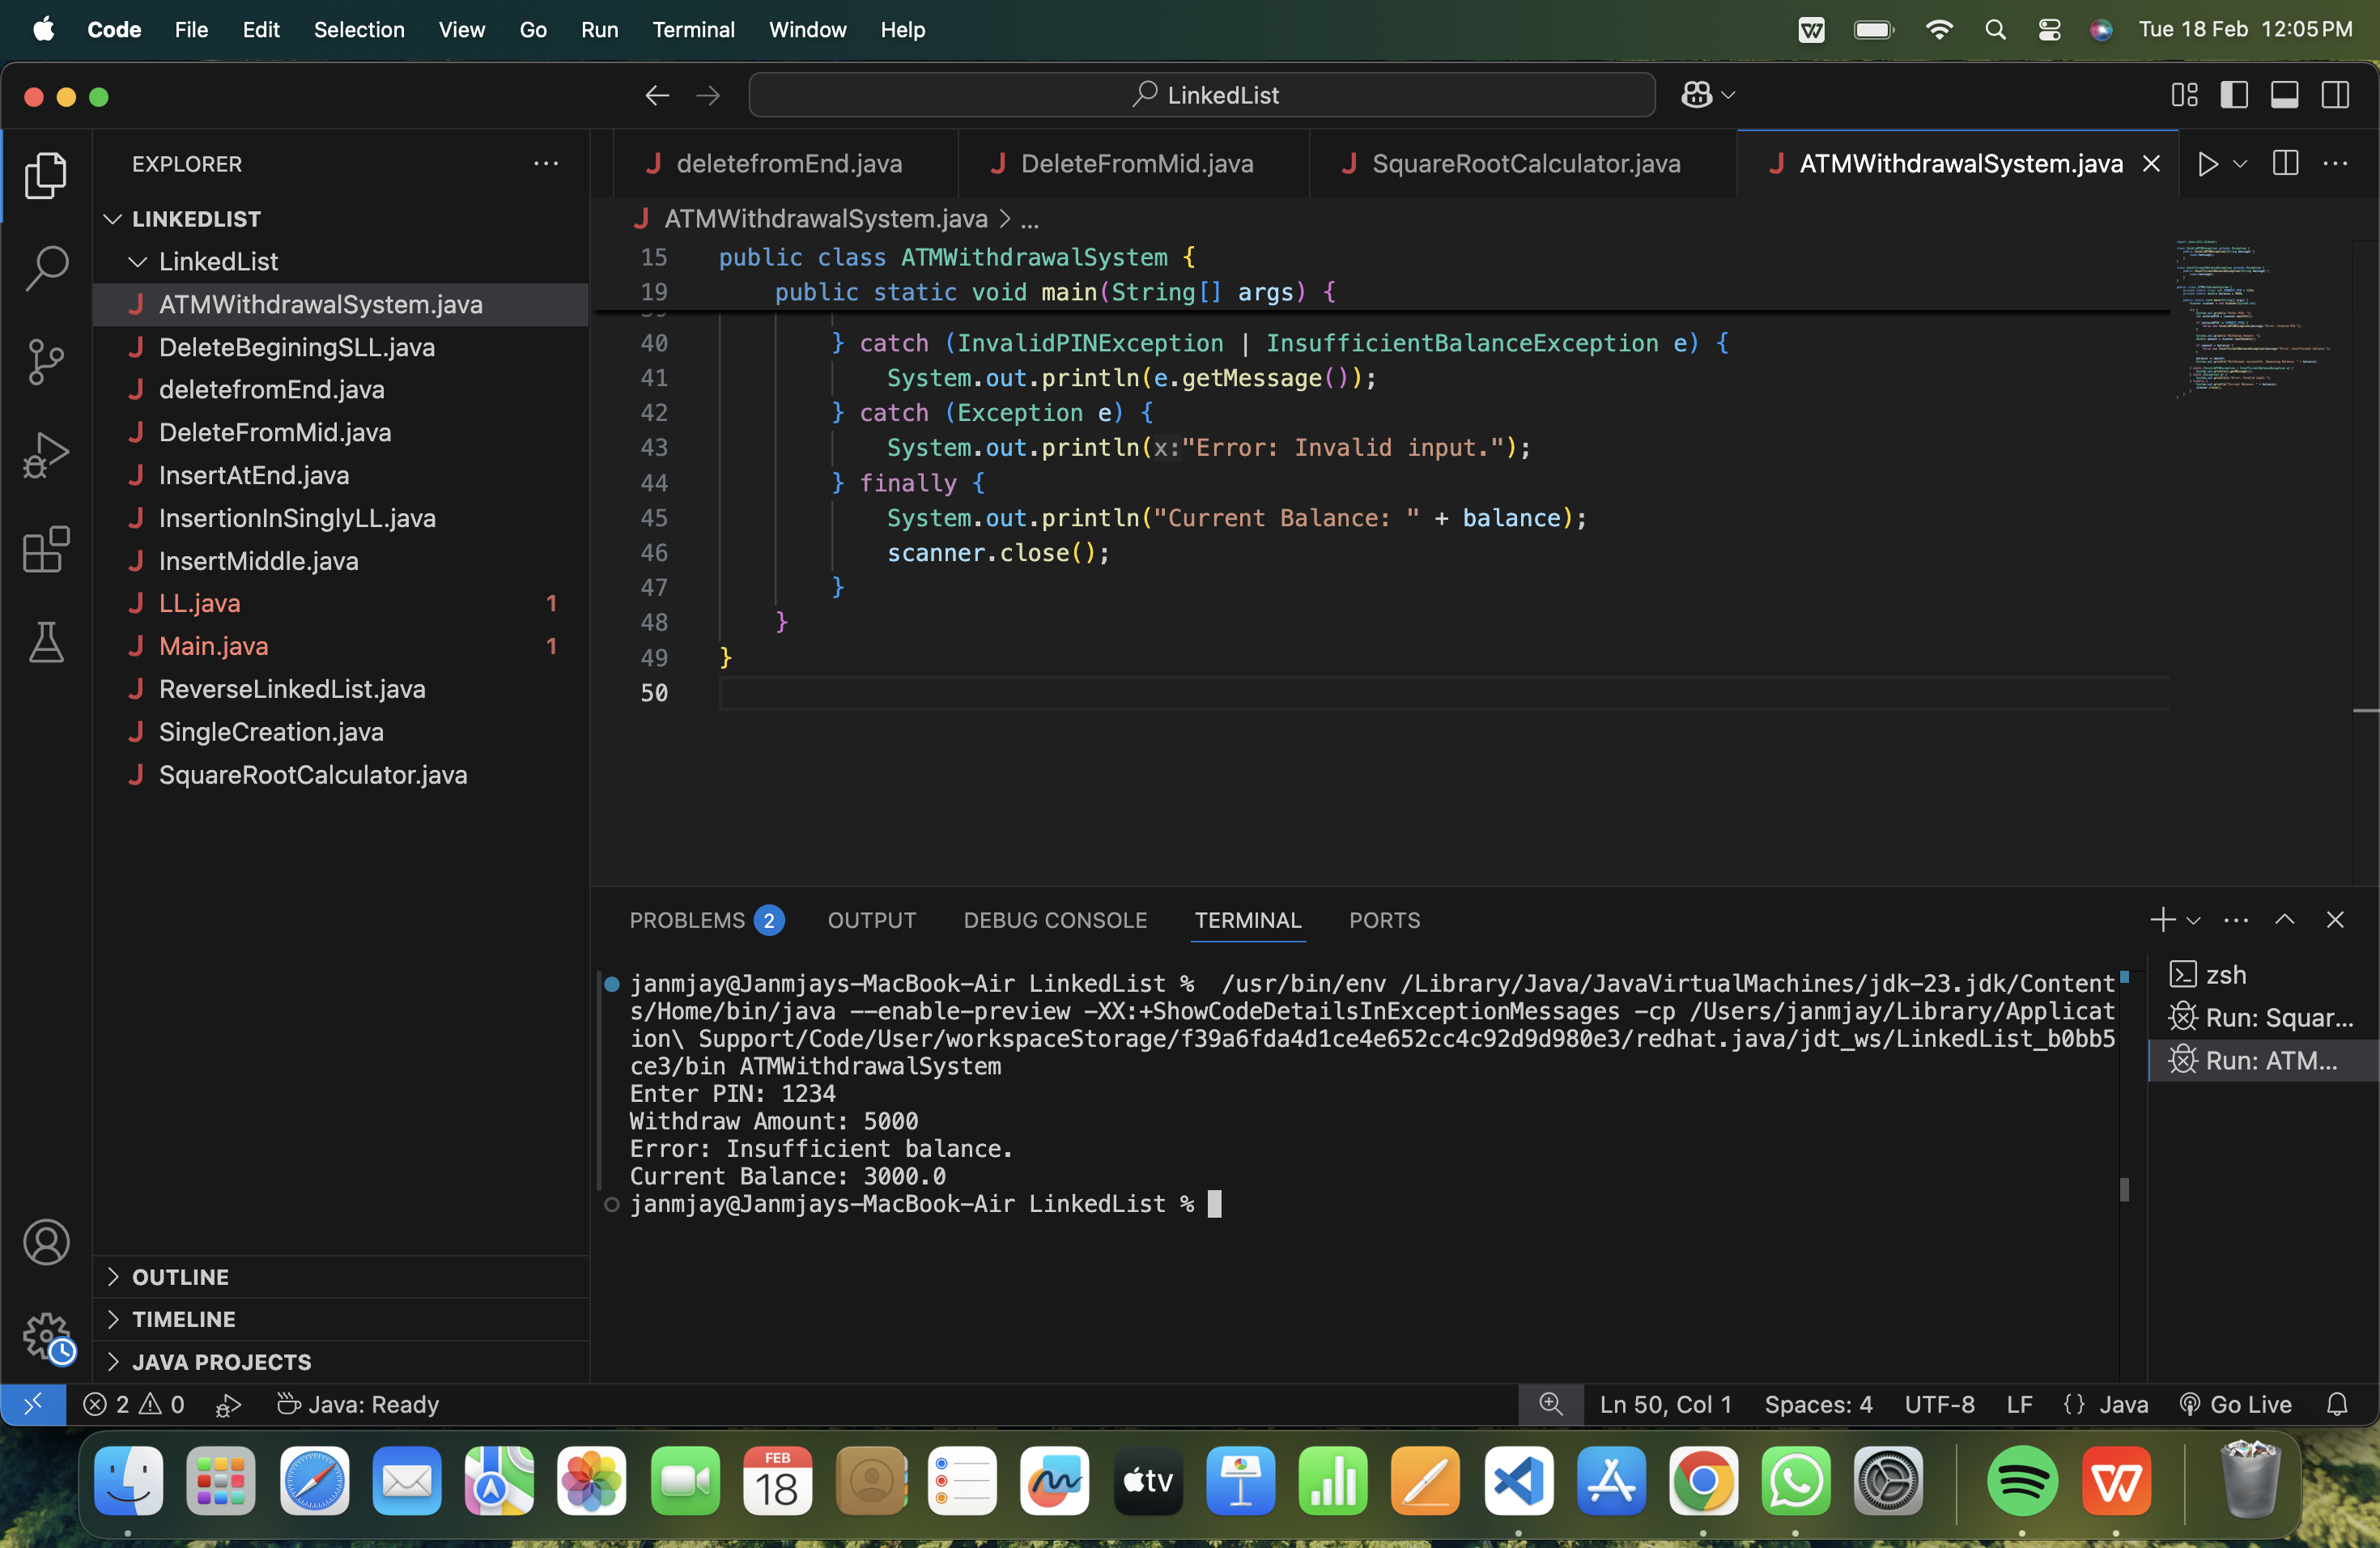 Code File Edit Selection View Go Run Terminal Window Help Tue 18 Feb 12:05 PM
LinkedList
EXPLORER
LINKEDLIST
LinkedList
ATMWithdrawalSystem.java
DeleteBeginingSLL.java
deletefromEnd.java
DeleteFromMid.java
InsertAtEnd.java
InsertionInSinglyLL.java
InsertMiddle.java
LL.java 1
Main.java 1
ReverseLinkedList.java
SingleCreation.java
SquareRootCalculator.java
OUTLINE
TIMELINE
JAVA PROJECTS
deletefromEnd.java DeleteFromMid.java SquareRootCalculator.java ATMWithdrawalSystem.java
ATMWithdrawalSystem.java > ...
15 public class ATMWithdrawalSystem {
19 public static void main(String[] args) {
40 } catch (InvalidPINException | InsufficientBalanceException e) {
41 System.out.println(e.getMessage());
42 } catch (Exception e) {
43 System.out.println(x:"Error: Invalid input.");
44 } finally {
45 System.out.println("Current Balance: " + balance);
46 scanner.close();
47 }
48 }
49 }
50
PROBLEMS 2 OUTPUT DEBUG CONSOLE TERMINAL PORTS
janmjay@Janmjays-MacBook-Air LinkedList % /usr/bin/env /Library/Java/JavaVirtualMachines/jdk-23.jdk/Content
s/Home/bin/java --enable-preview -XX:+ShowCodeDetailsInExceptionMessages -cp /Users/janmjay/Library/Applicat
ion\ Support/Code/User/workspaceStorage/f39a6fda4d1ce4e652cc4c92d9d980e3/redhat.java/jdt_ws/LinkedList_b0bb5
ce3/bin ATMWithdrawalSystem
Enter PIN: 1234
Withdraw Amount: 5000
Error: Insufficient balance.
Current Balance: 3000.0
janmjay@Janmjays-MacBook-Air LinkedList %
zsh
Run: Squar...
Run: ATM...
2 0 Java: Ready Ln 50, Col 1 Spaces: 4 UTF-8 LF {} Java Go Live
FEB
18
tv